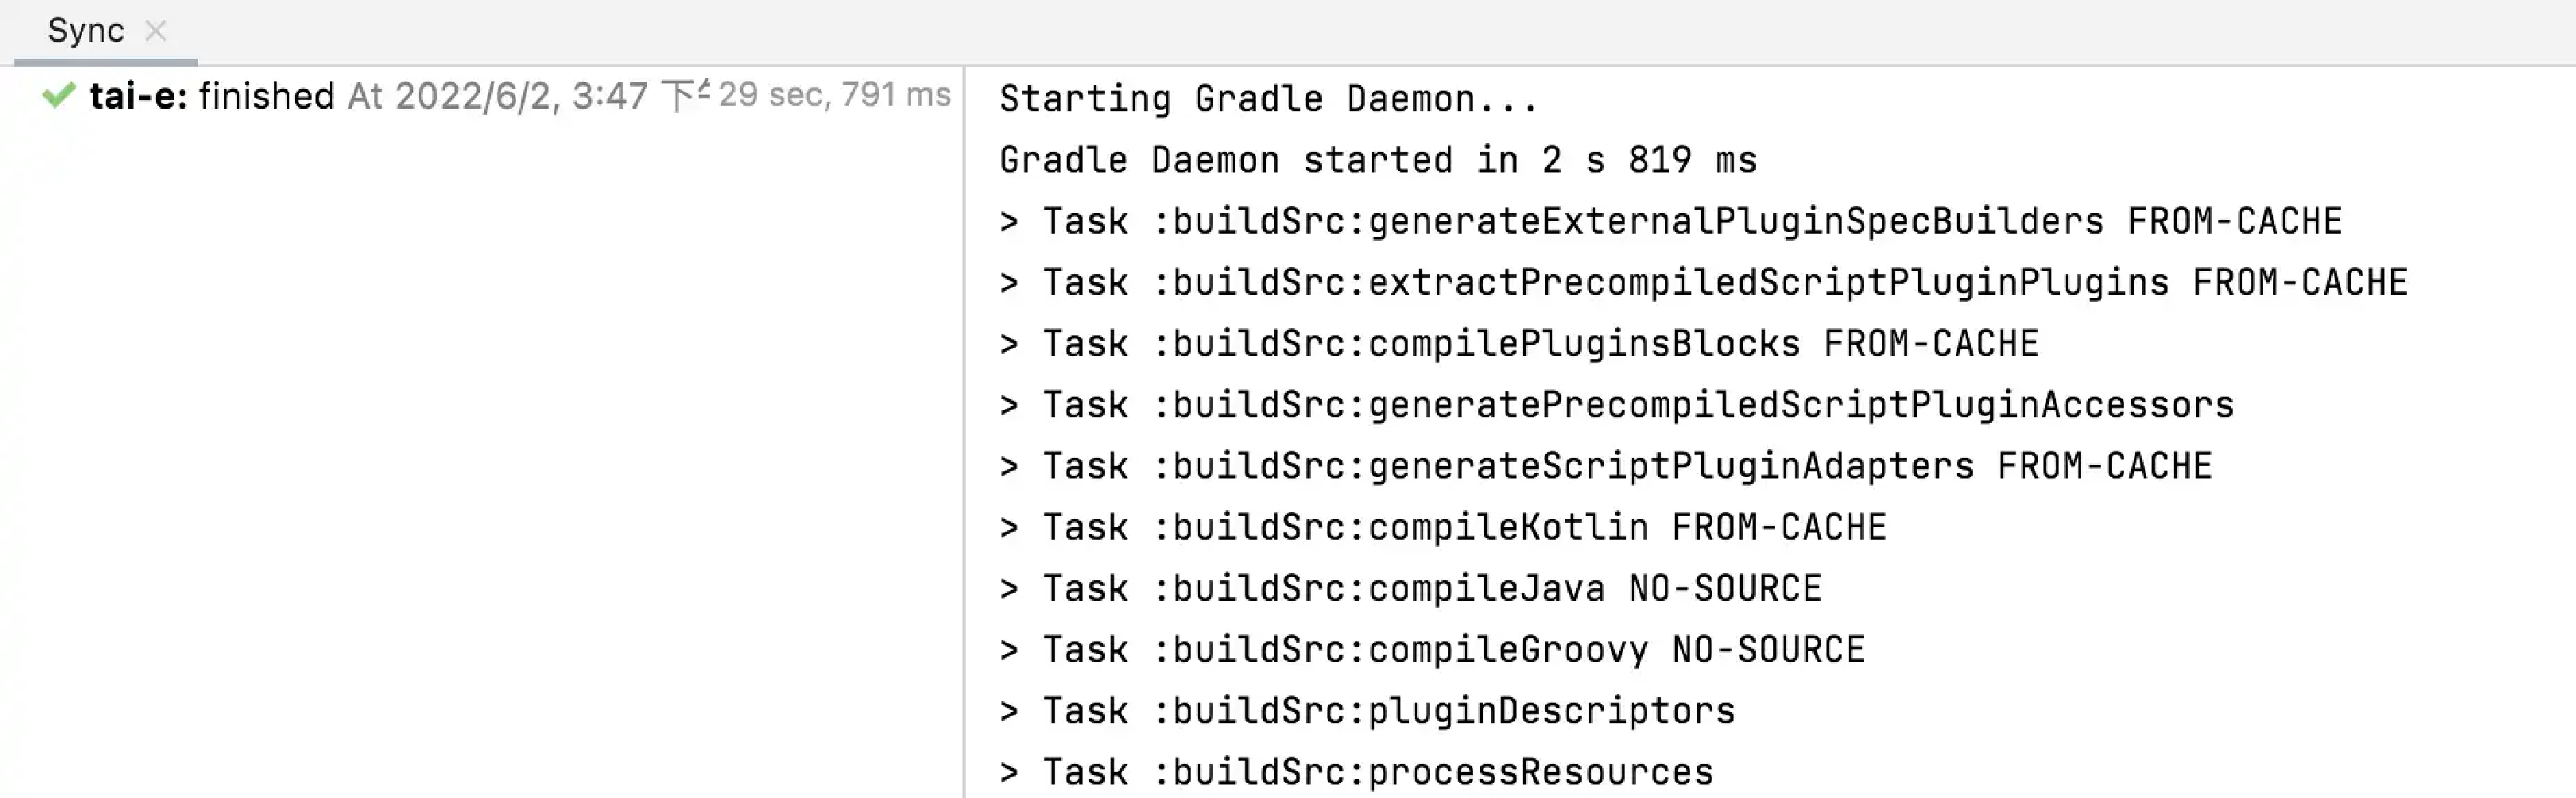 Sync
tai-e: finished At 2022/6/2, 3:47 29 sec, 791 ms
Starting Gradle Daemon...
Gradle Daemon started in 2 s 819 ms
> Task :buildSrc:generateExternalPluginSpecBuilders FROM-CACHE
> Task :buildSrc:extractPrecompiledScriptPluginPlugins FROM-CACHE
> Task :buildSrc:compilePluginsBlocks FROM-CACHE
> Task :buildSrc:generatePrecompiledScriptPluginAccessors
> Task :buildSrc:generateScriptPluginAdapters FROM-CACHE
> Task :buildSrc:compileKotlin FROM-CACHE
> Task :buildSrc:compileJava NO-SOURCE
> Task :buildSrc:compileGroovy NO-SOURCE
> Task :buildSrc:pluginDescriptors
> Task :buildSrc:processResources